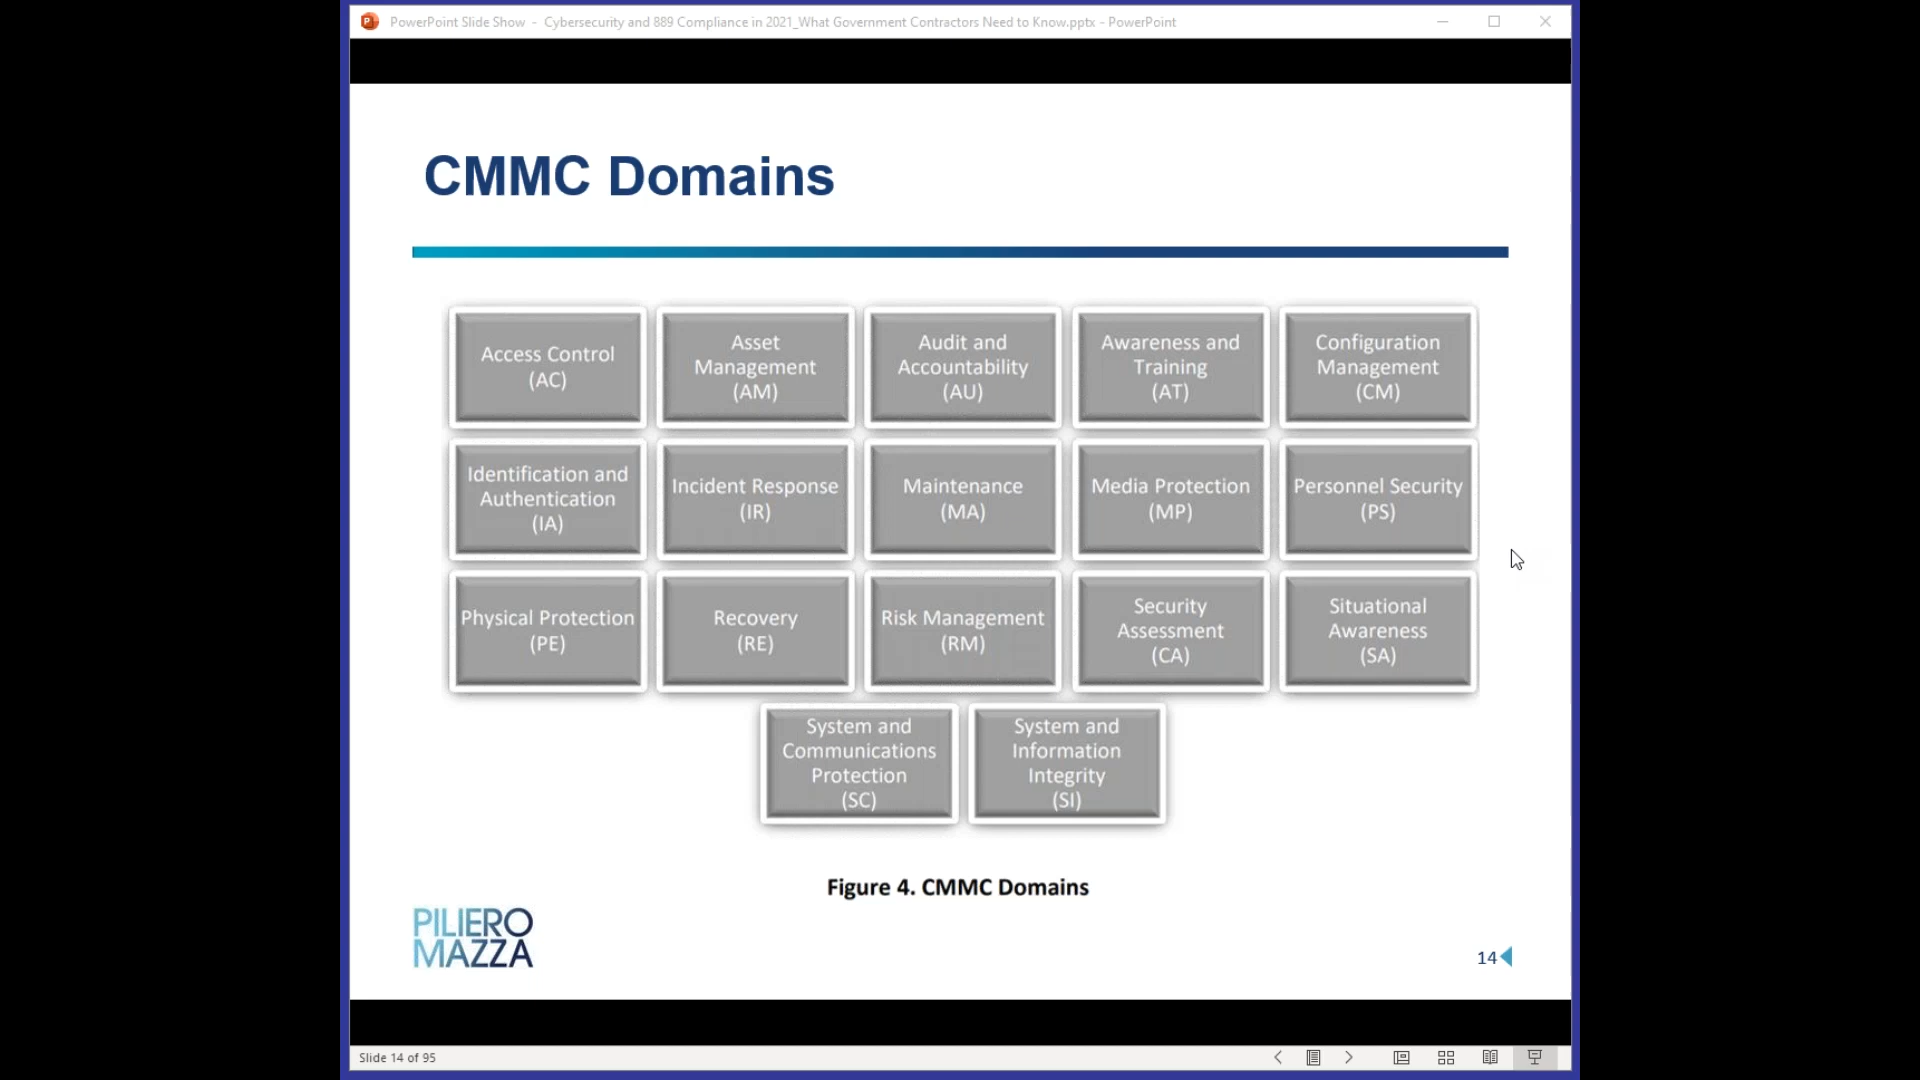 PowerPoint Slide Show - Cybersecurity and 889 Compliance in 2021_What Government Contractors Need to Know.pptx - PowerPoint
CMMC Domains
Access Control
(AC)
Asset
Management
(AM)
Audit and
Accountability
(AU)
Awareness and
Training
(AT)
Configuration
Management
(CM)
Identification and
Authentication
(IA)
Incident Response
(IR)
Maintenance
(MA)
Media Protection
(MP)
Personnel Security
(PS)
Physical Protection
(PE)
Recovery
(RE)
Risk Management
(RM)
Security
Assessment
(CA)
Situational
Awareness
(SA)
System and
Communications
Protection
(SC)
System and
Information
Integrity
(SI)
Figure 4. CMMC Domains
PILIERO
MAZZA
14
Slide 14 of 95